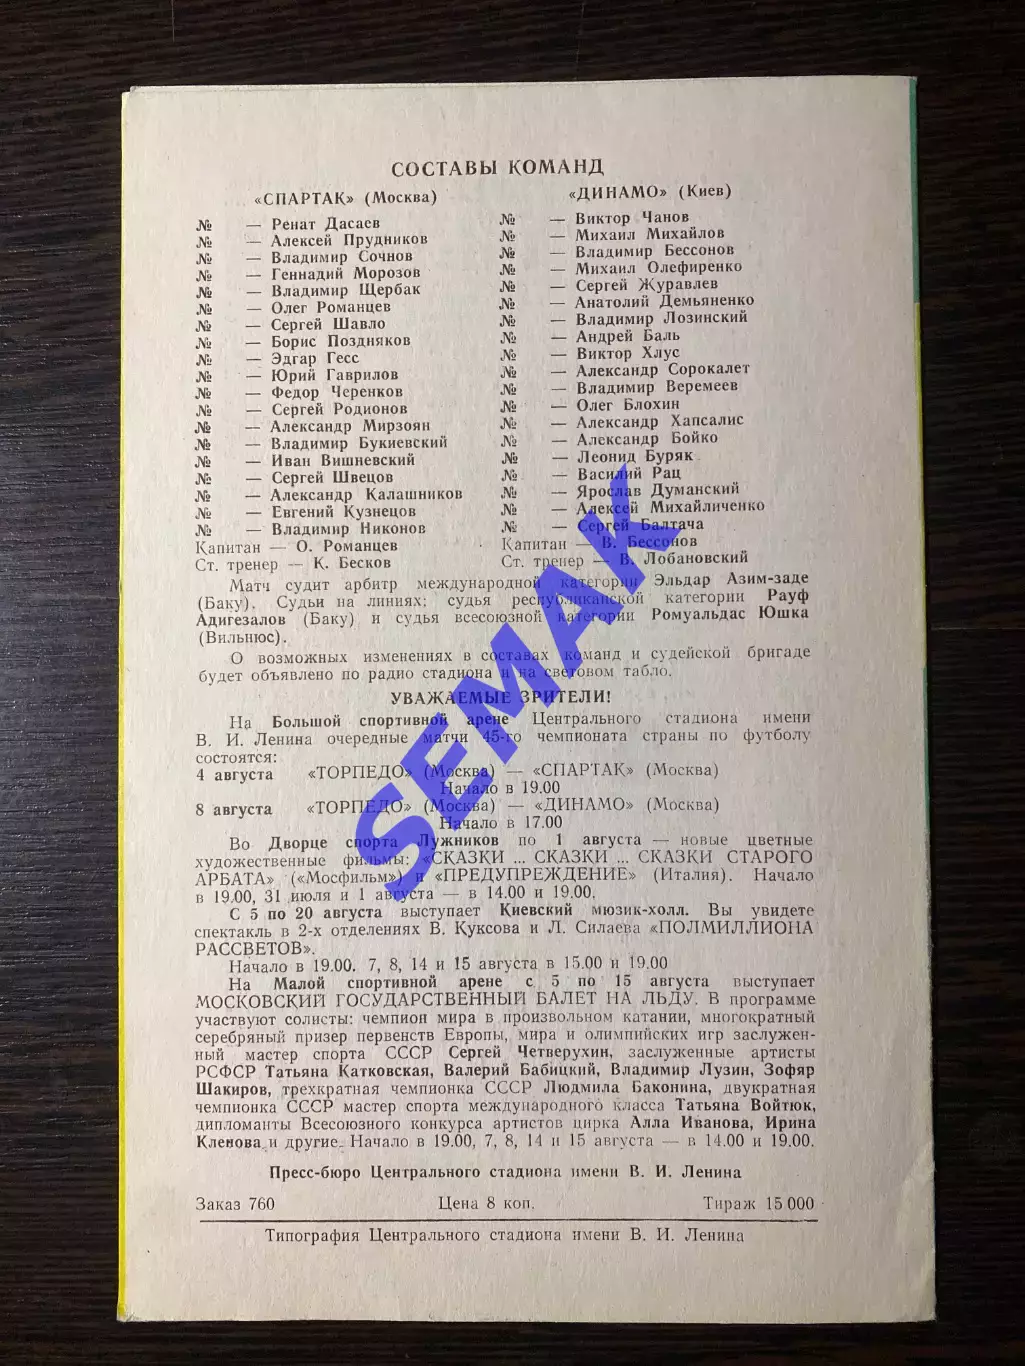 СОСТАВЫ КОМАНД
«СПАРТАК» (Москва)
№ — Ренат Дасаев
№ — Алексей Прудников
№ — Владимир Сочнов
№ — Геннадий Морозов
№ — Владимир Щербак
№ — Олег Романцев
№ — Сергей Шавло
№ — Борис Поздняков
№ — Эдгар Гесс
№ — Юрий Гаврилов
№ — Федор Черенков
№ — Сергей Родионов
№ — Александр Мирзоян
№ — Владимир Букиевский
№ — Иван Вишневский
№ — Сергей Швецов
№ — Александр Калашников
№ — Евгений Кузнецов
№ — Владимир Никонов
Капитан — О. Романцев
Ст. тренер — К. Бесков
«ДИНАМО» (Киев)
№ — Виктор Чанов
№ — Михаил Михайлов
№ — Владимир Бессонов
№ — Михаил Олефиренко
№ — Сергей Журавлев
№ — Анатолий Демьяненко
№ — Владимир Лозинский
№ — Андрей Баль
№ — Виктор Хлус
№ — Александр Сорокалет
№ — Владимир Веремеев
№ — Олег Блохин
№ — Александр Хапсалис
№ — Александр Бойко
№ — Леонид Буряк
№ — Василий Рац
№ — Ярослав Думанский
№ — Алексей Михайличенко
№ — Сергей Балтача
Капитан — В. Бессонов
Ст. тренер — В. Лобановский
Матч судит арбитр международной категории Эльдар Азим-заде
(Баку). Судьи на линиях: судья республиканской категории Рауф
Адигезалов (Баку) и судья всесоюзной категории Ромуальдас Юшка
(Вильнюс).
О возможных изменениях в составах команд и судейской бригаде
будет объявлено по радио стадиона и на световом табло.
УВАЖАЕМЫЕ ЗРИТЕЛИ!
На Большой спортивной арене Центрального стадиона имени
В. И. Ленина очередные матчи 45-го чемпионата страны по футболу
состоятся:
4 августа «ТОРПЕДО» (Москва) — «СПАРТАК» (Москва)
Начало в 19.00
8 августа «ТОРПЕДО» (Москва) — «ДИНАМО» (Москва)
Начало в 17.00
Во Дворце спорта Лужников по 1 августа — новые цветные
художественные фильмы: «СКАЗКИ ... СКАЗКИ ... СКАЗКИ СТАРОГО
АРБАТА» («Мосфильм») и «ПРЕДУПРЕЖДЕНИЕ» (Италия). Начало
в 19.00, 31 июля и 1 августа — в 14.00 и 19.00.
С 5 по 20 августа выступает Киевский мюзик-холл. Вы увидете
спектакль в 2-х отделениях В. Куксова и Л. Силаева «ПОЛМИЛЛИОНА
РАССВЕТОВ».
Начало в 19.00. 7, 8, 14 и 15 августа в 15.00 и 19.00
На Малой спортивной арене с 5 по 15 августа выступает
МОСКОВСКИЙ ГОСУДАРСТВЕННЫЙ БАЛЕТ НА ЛЬДУ. В программе
участвуют солисты: чемпион мира в произвольном катании, многократный
серебряный призер первенств Европы, мира и олимпийских игр заслужен-
ный мастер спорта СССР Сергей Четверухин, заслуженные артисты
РСФСР Татьяна Катковская, Валерий Бабицкий, Владимир Лузин, Зофяр
Шакиров, трехкратная чемпионка СССР Людмила Баконина, двукратная
чемпионка СССР мастер спорта международного класса Татьяна Войтюк,
дипломанты Всесоюзного конкурса артистов цирка Алла Иванова, Ирина
Кленова и другие. Начало в 19.00, 7, 8, 14 и 15 августа — в 14.00 и 19.00.
Пресс-бюро Центрального стадиона имени В. И. Ленина
Заказ 760 Цена 8 коп. Тираж 15 000
Типография Центрального стадиона имени В. И. Ленина
SEMAK